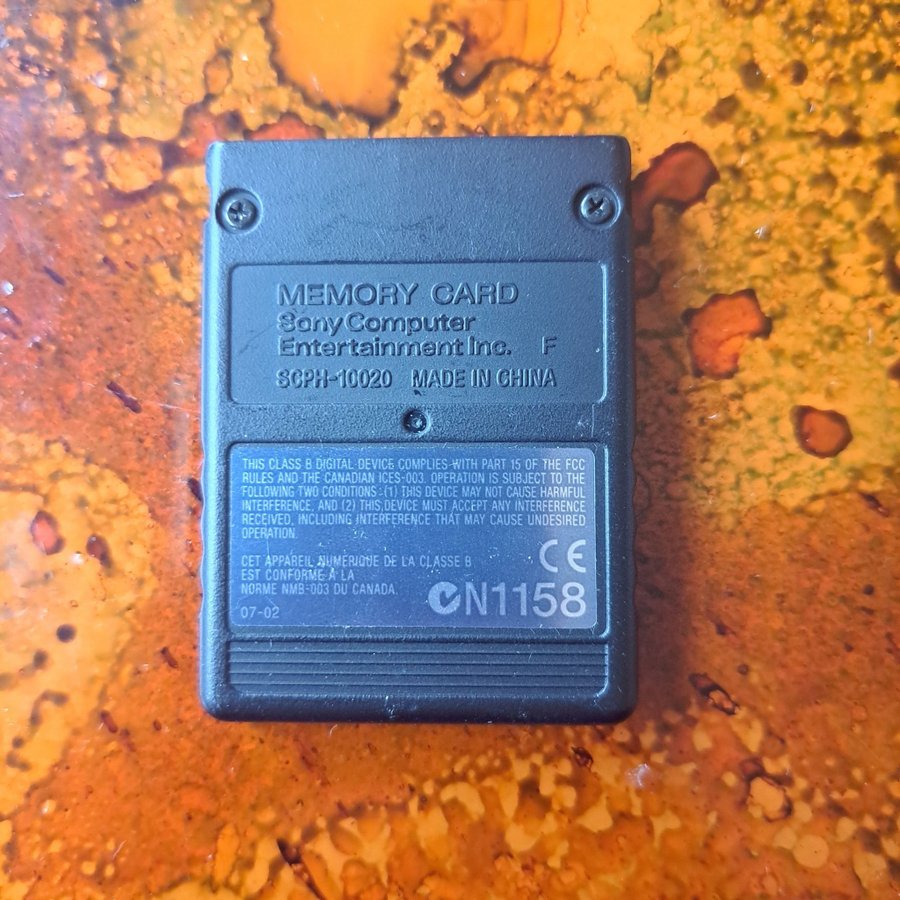 MEMORY CARD
Sony Computer
Entertainment Inc. F
SCPH-10020 MADE IN CHINA
THIS CLASS B DIGITAL DEVICE COMPLIES WITH PART 15 OF THE FCC
RULES AND THE CANADIAN ICES-003. OPERATION IS SUBJECT TO THE
FOLLOWING TWO CONDITIONS :(1) THIS DEVICE MAY NOT CAUSE HARMFUL
INTERFERENCE, AND (2) THIS DEVICE MUST ACCEPT ANY INTERFERENCE
RECEIVED, INCLUDING INTERFERENCE THAT MAY CAUSE UNDESIRED
OPERATION.
CE
CET APPAREIL NUMERIQUE DE LA CLASSE B
EST CONFORME A LA
NORME NMB-003 DU CANADA.
N1158
07-02